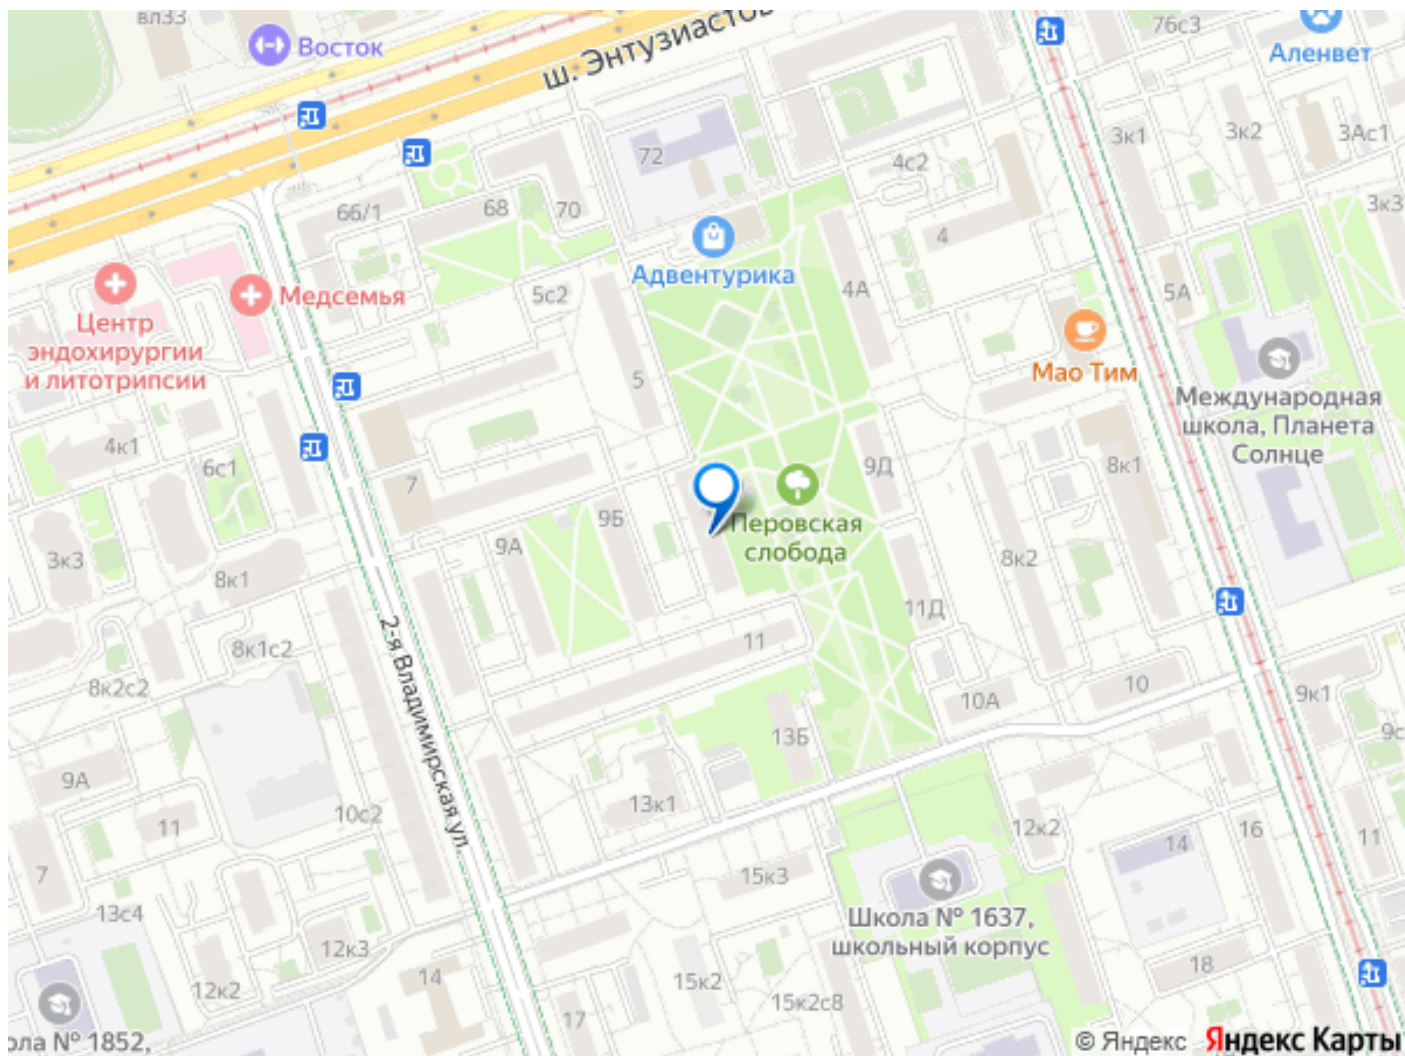 вл33
Восток
ш. Энтузиастов
76с3
Аленвет
3к1
3к2
3Ас1
72
4с2
3к3
66/1
68
70
4
Адвентурика
Медсемья
5с2
4А
5А
Центр
эндохирургии
и литотрипсии
Мао Тим
5
Международная
школа, Планета
Солнце
4к1
6с1
7
9Д
8к1
9Б
Перовская
слобода
9А
3к3
8к1
8к2
11Д
2-я Владимирская ул.
8к1с2
11
8к2с2
10А
10
9к1
13Б
9с
9А
13к1
10с2
11
12к2
16
14
11
7
15к3
13с4
Школа № 1637,
школьный корпус
12к3
14
12к2
15к2
15к2с8
18
17
ола № 1852,
© Яндекс Яндекс Карты